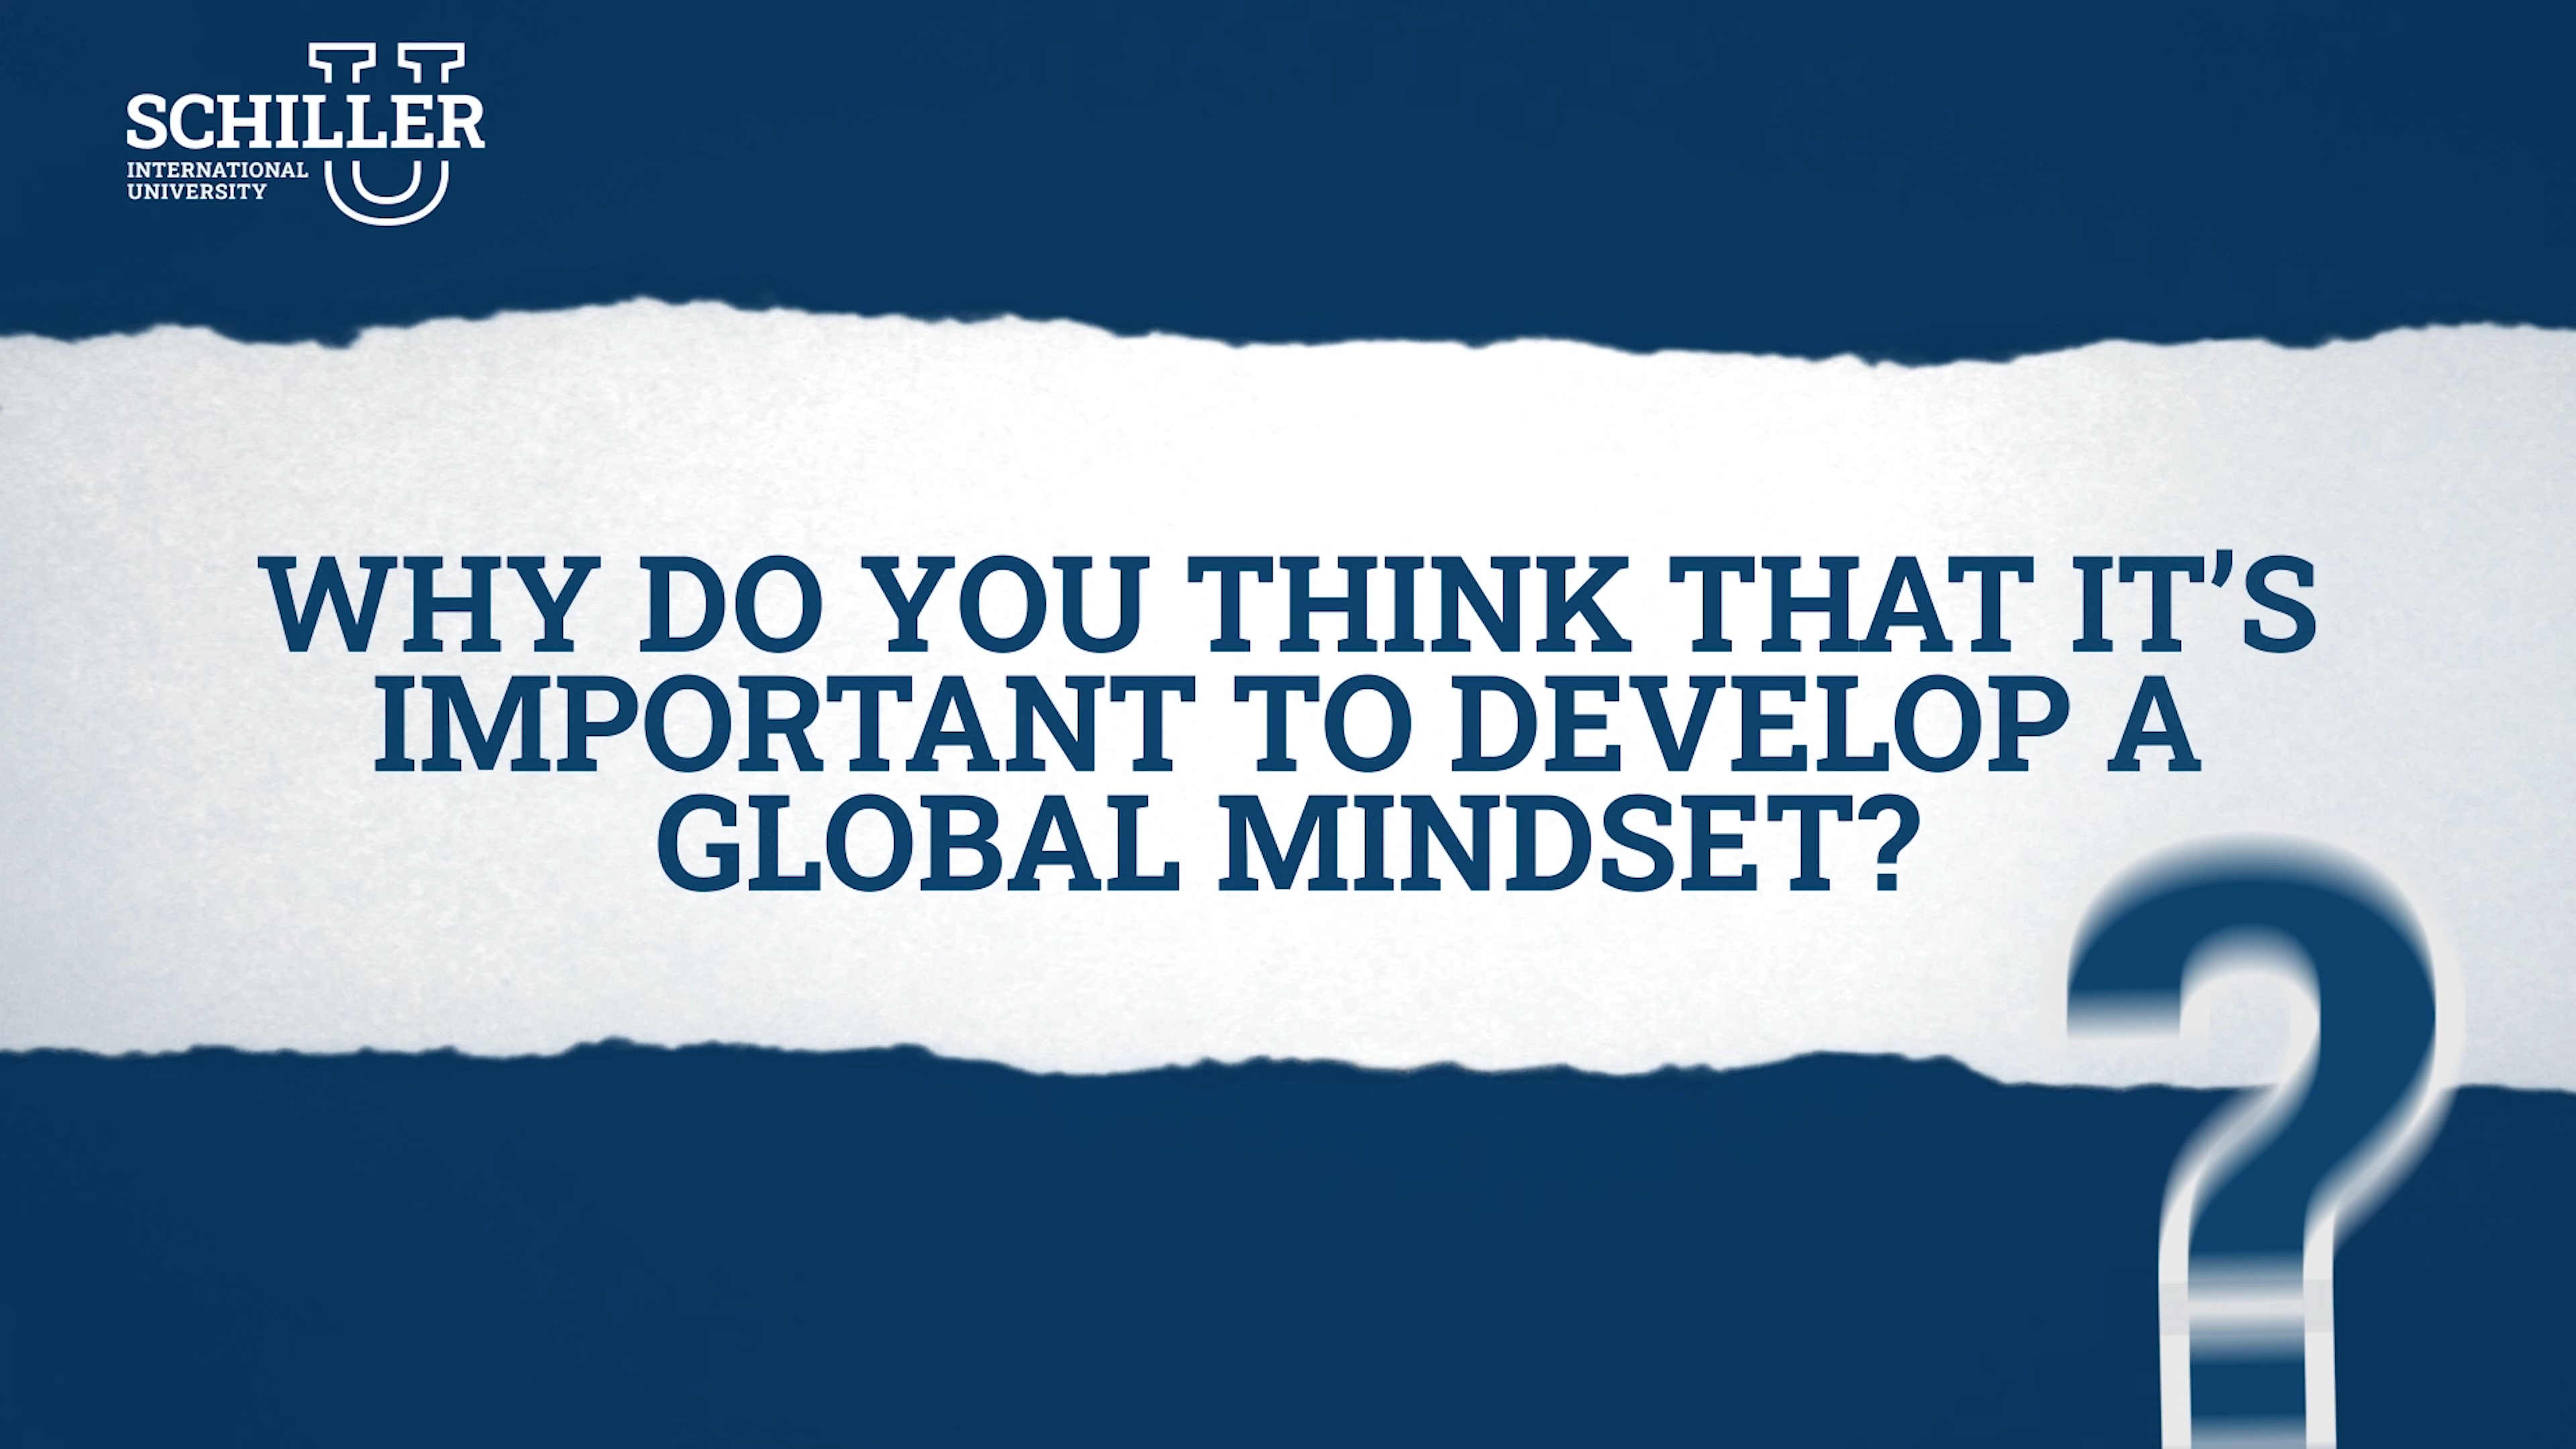 SCHILLER
INTERNATIONAL
UNIVERSITY
U
WHY DO YOU THINK THAT IT’S
IMPORTANT TO DEVELOP A
GLOBAL MINDSET?
?